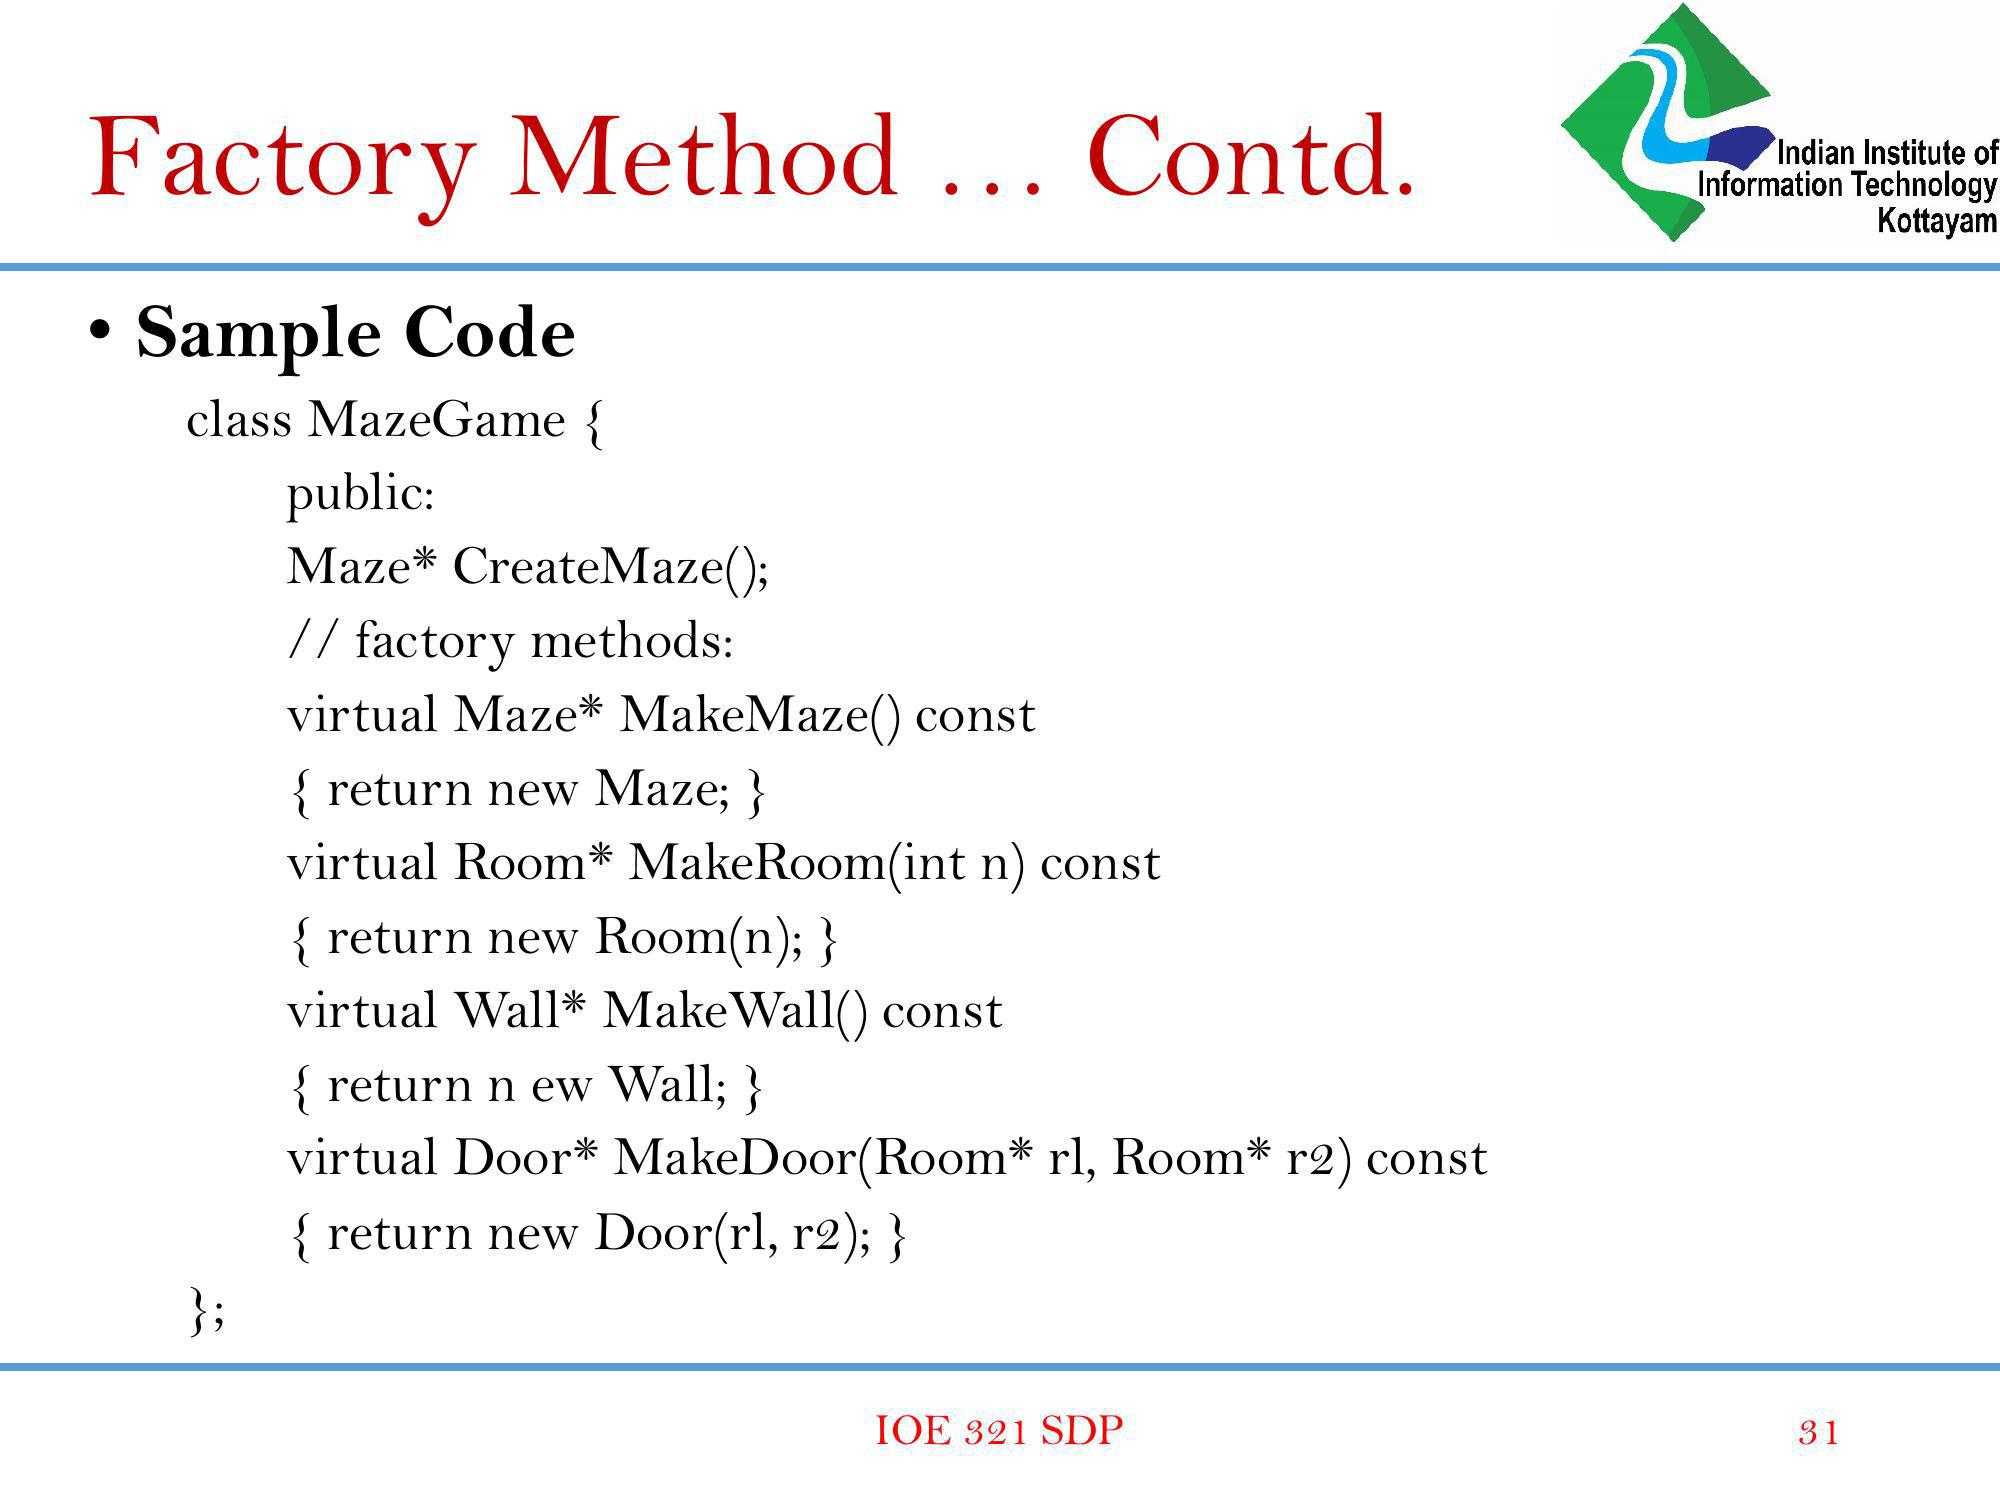 Factory Method … Contd.
Indian Institute of
Information Technology
Kottayam
• Sample Code
class MazeGame {
public:
Maze* CreateMaze();
// factory methods:
virtual Maze* MakeMaze() const
{ return new Maze; }
virtual Room* MakeRoom(int n) const
{ return new Room(n); }
virtual Wall* MakeWall() const
{ return n ew Wall; }
virtual Door* MakeDoor(Room* rl, Room* r2) const
{ return new Door(rl, r2); }
};
IOE 321 SDP
31